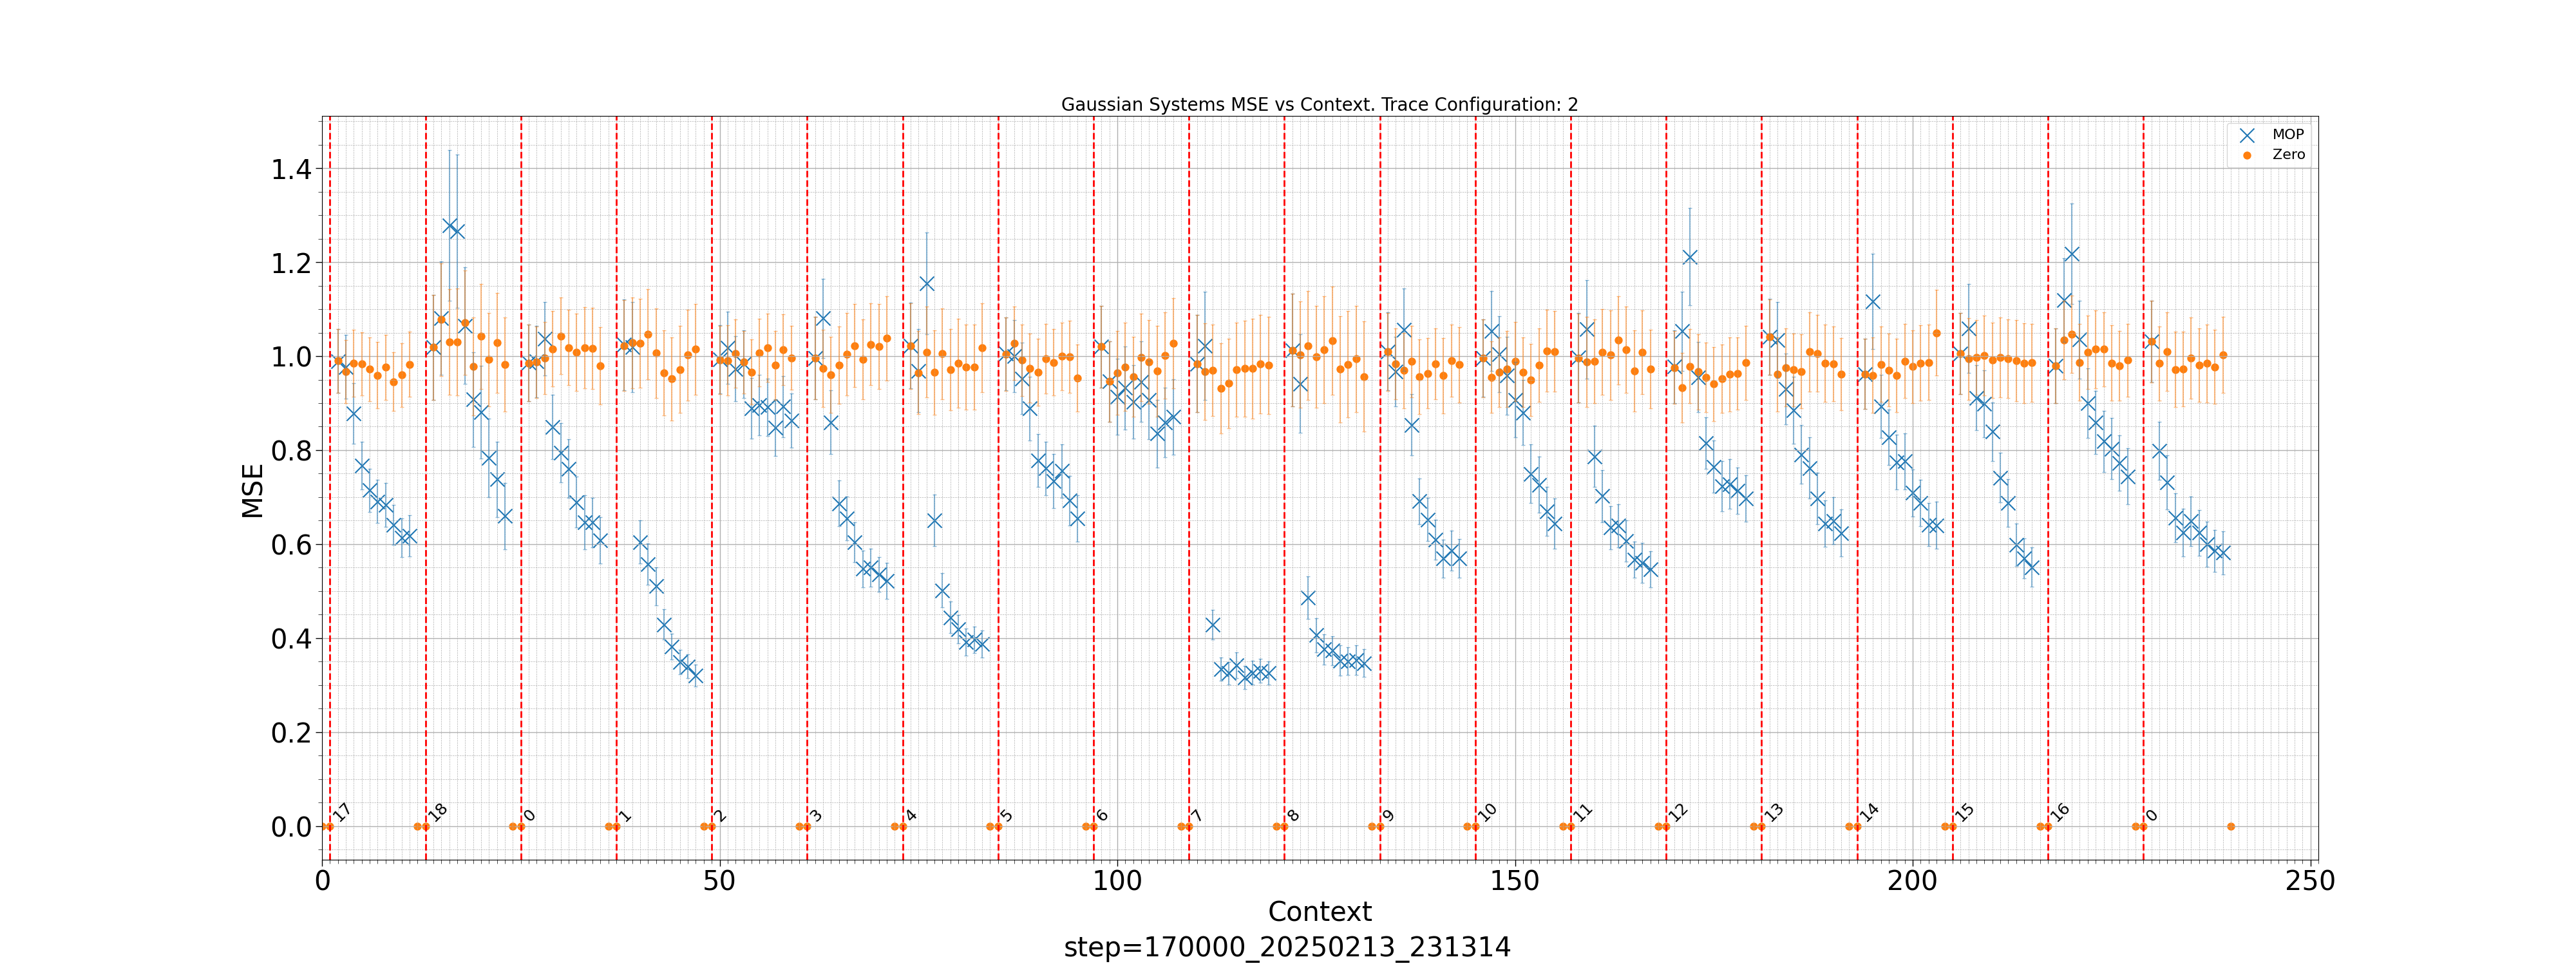 Gaussian Systems MSE vs Context. Trace Configuration: 2
MOP
Zero
MSE
1.4
1.2
1.0
0.8
0.6
0.4
0.2
0.0
17 18 0 1 2 3 4 5 6 7 8 9 10 11 12 13 14 15 16 0
0 50 100 150 200 250
Context
step=170000_20250213_231314